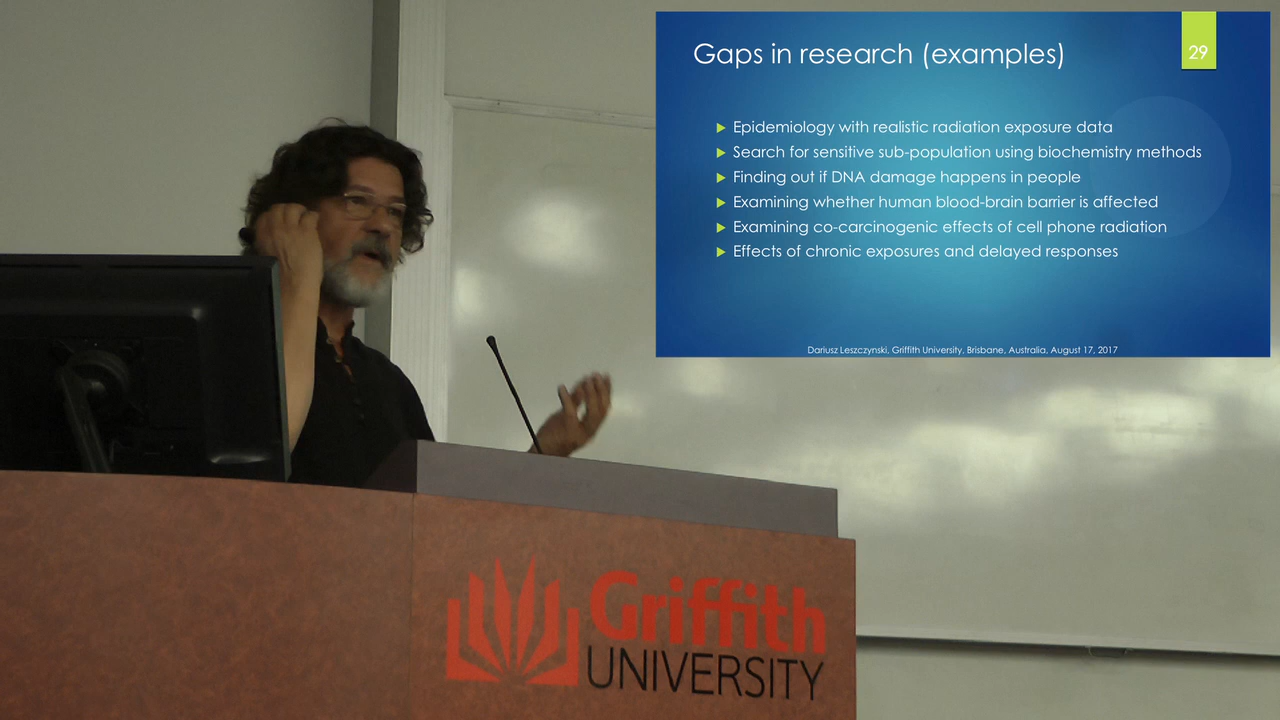 Gaps in research (examples)
29
Epidemiology with realistic radiation exposure data
Search for sensitive sub-population using biochemistry methods
Finding out if DNA damage happens in people
Examining whether human blood-brain barrier is affected
Examining co-carcinogenic effects of cell phone radiation
Effects of chronic exposures and delayed responses
Dariusz Leszczynski, Griffith University, Brisbane, Australia, August 17, 2017
Griffith
UNIVERSITY